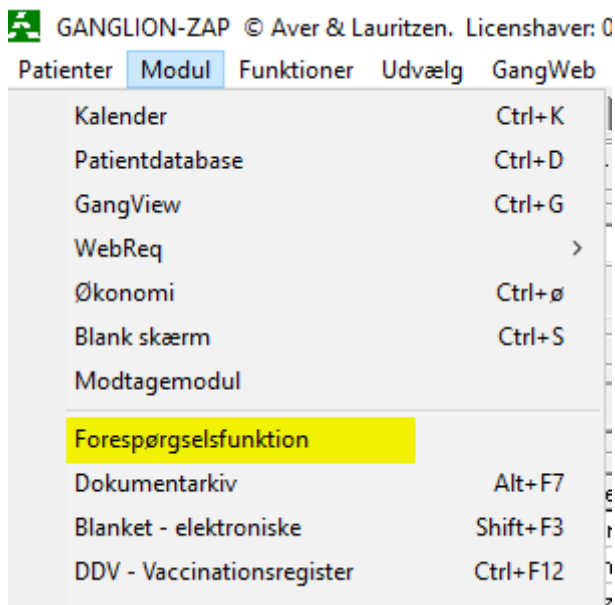 GANGLION-ZAP © Aver & Lauritzen. Licenshaver: 0
Patienter Modul Funktioner Udvælg GangWeb
Kalender Ctrl+K
Patientdatabase Ctrl+D
GangView Ctrl+G
WebReq >
Økonomi Ctrl+ø
Blank skærm Ctrl+S
Modtagemodul
Forespørgselsfunktion
Dokumentarkiv Alt+F7
Blanket - elektroniske Shift+F3
DDV - Vaccinationsregister Ctrl+F12